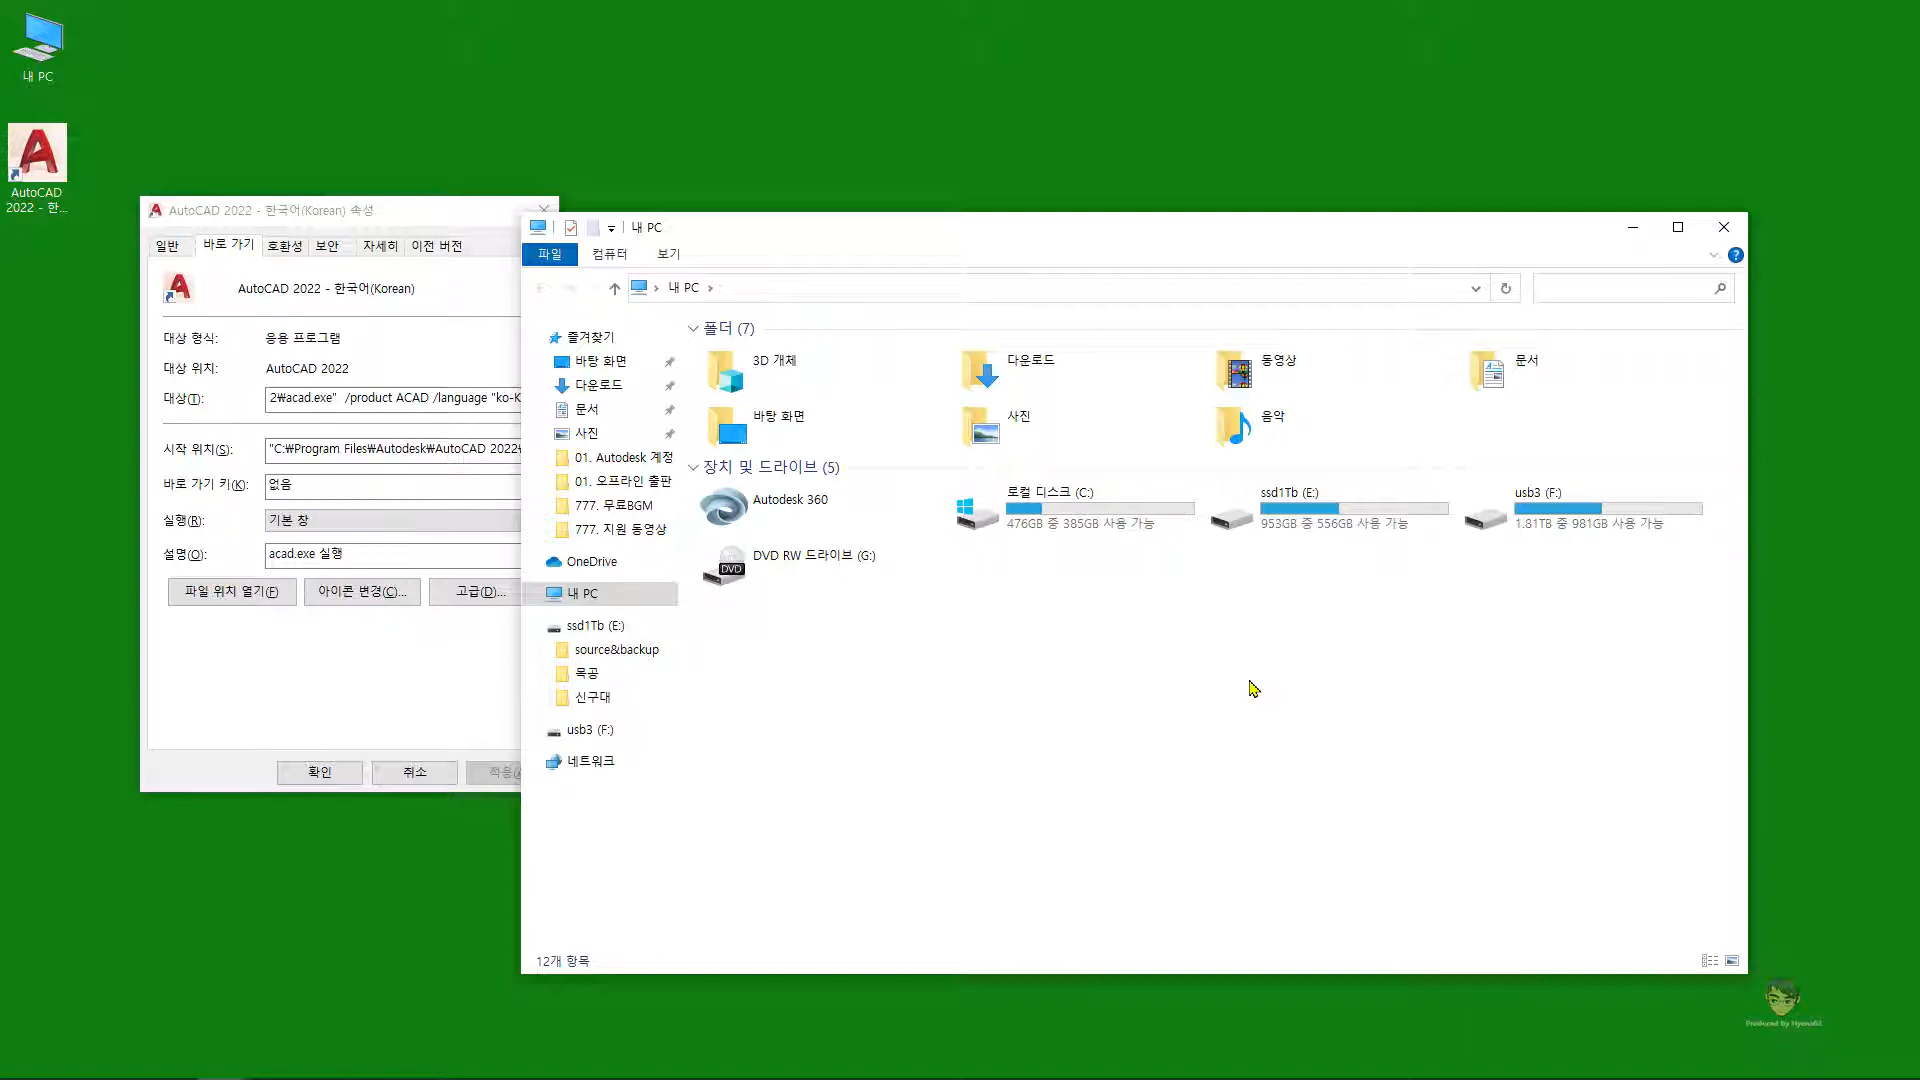 내 PC
AutoCAD
2022 - 한...
AutoCAD 2022 - 한국어(Korean) 속성
일반
바로 가기
호환성
보안
자세히
이전 버전
AutoCAD 2022 - 한국어(Korean)
대상 형식:
응용 프로그램
대상 위치:
AutoCAD 2022
대상(T):
2₩acad.exe" /product ACAD /language "ko-K
시작 위치(S):
"C:₩Program Files₩Autodesk₩AutoCAD 2022₩
바로 가기 키(K):
없음
실행(R):
기본 창
설명(O):
acad.exe 실행
파일 위치 열기(F)
아이콘 변경(C)...
고급(D)...
확인
취소
적용(A
내 PC
파일
컴퓨터
보기
내 PC
즐겨찾기
바탕 화면
다운로드
문서
사진
01. Autodesk 계정
01. 오프라인 출판
777. 무료BGM
777. 지원 동영상
OneDrive
내 PC
ssd1Tb (E:)
source&backup
목공
신구대
usb3 (F:)
네트워크
폴더 (7)
3D 개체
다운로드
동영상
문서
바탕 화면
사진
음악
장치 및 드라이브 (5)
Autodesk 360
로컬 디스크 (C:)
476GB 중 385GB 사용 가능
ssd1Tb (E:)
953GB 중 556GB 사용 가능
usb3 (F:)
1.81TB 중 981GB 사용 가능
DVD RW 드라이브 (G:)
DVD
12개 항목